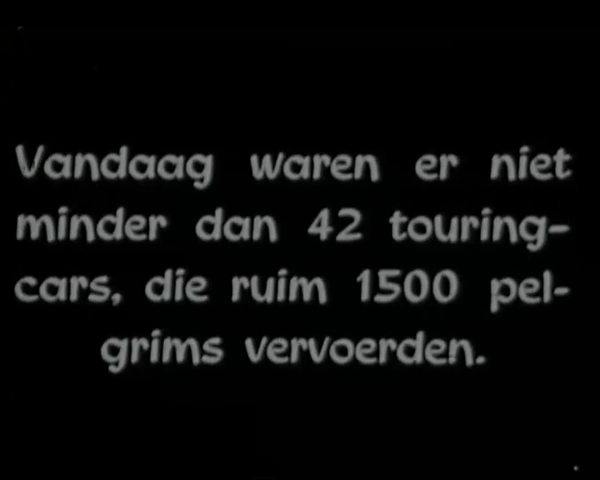 Vandaag waren er niet
minder dan 42 touring-
cars, die ruim 1500 pel-
grims vervoerden.